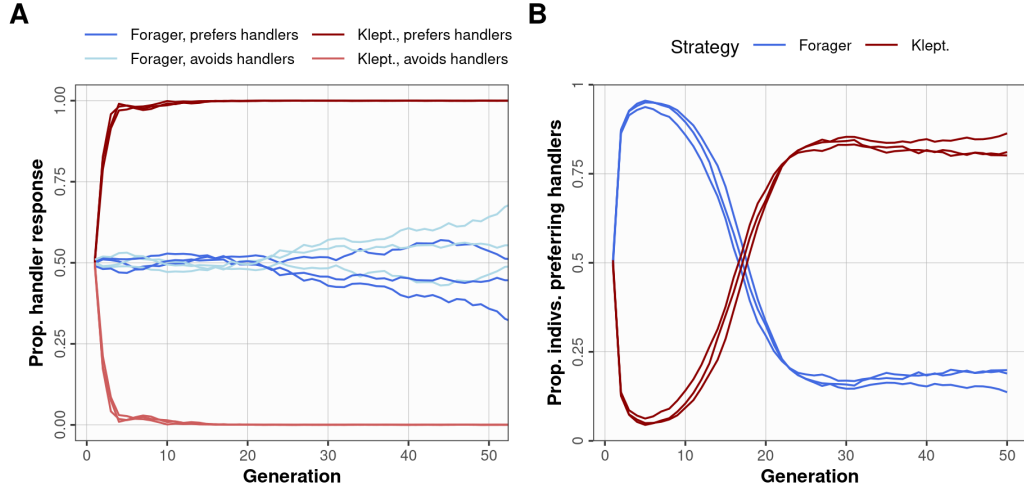 A
Forager, prefers handlers
Klept., prefers handlers
Forager, avoids handlers
Klept., avoids handlers
Prop. handler response
1.00
0.75
0.50
0.25
0.00
0 10 20 30 40 50
Generation
B
Strategy Forager Klept.
Prop. indivs. preferring handlers
1
0.75
0.5
0.25
0
0 10 20 30 40 50
Generation